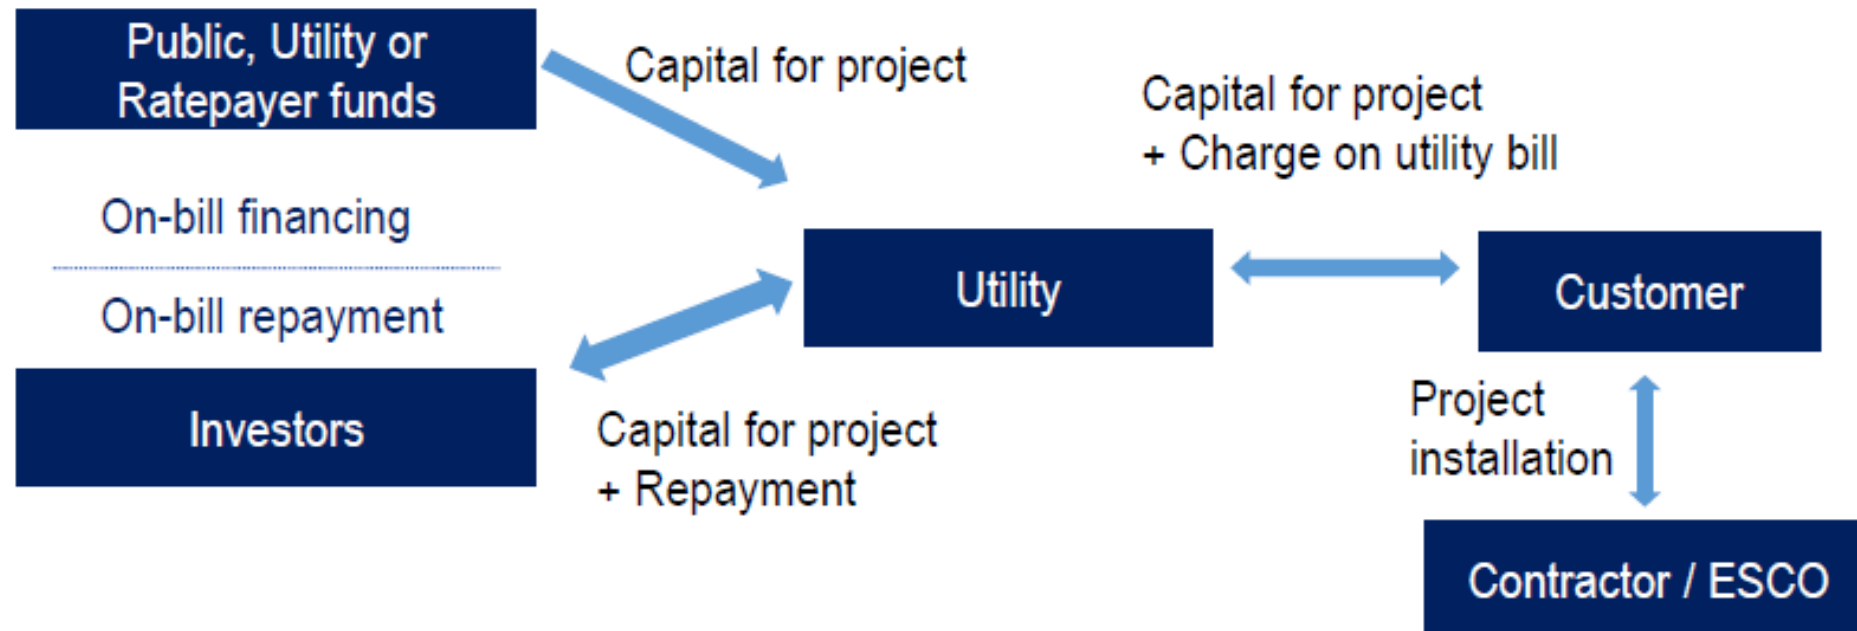 Public, Utility or
Ratepayer funds
Capital for project
Capital for project
+ Charge on utility bill
On-bill financing
On-bill repayment
Utility
Customer
Investors
Capital for project
+ Repayment
Project
installation
Contractor / ESCO